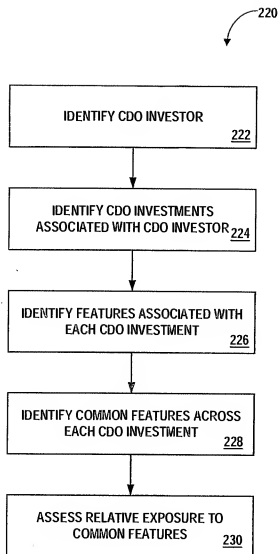 220
IDENTIFY CDO INVESTOR
222
IDENTIFY CDO INVESTMENTS
ASSOCIATED WITH CDO INVESTOR 224
IDENTIFY FEATURES ASSOCIATED WITH
EACH CDO INVESTMENT
226
IDENTIFY COMMON FEATURES ACROSS
EACH CDO INVESTMENT
228
ASSESS RELATIVE EXPOSURE TO
COMMON FEATURES
230